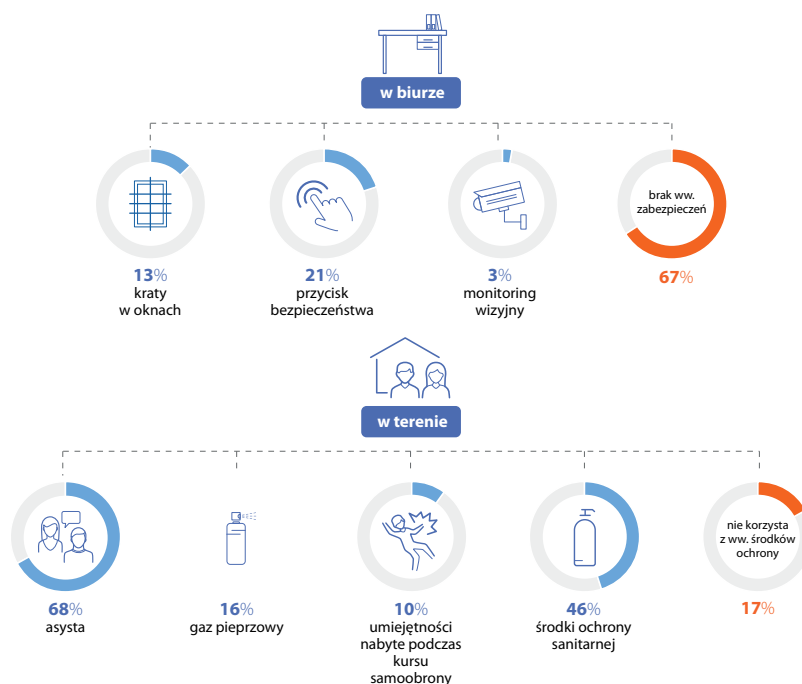 w biurze
brak ww.
zabezpieczeń
13%
kraty
w oknach
21%
przycisk
bezpieczeństwa
3%
monitoring
wizyjny
67%
w terenie
nie korzysta
z ww. środków
ochrony
68%
asysta
16%
gaz pieprzowy
10%
umiejętności
nabyte podczas
kursu
samoobrony
46%
środki ochrony
sanitarnej
17%